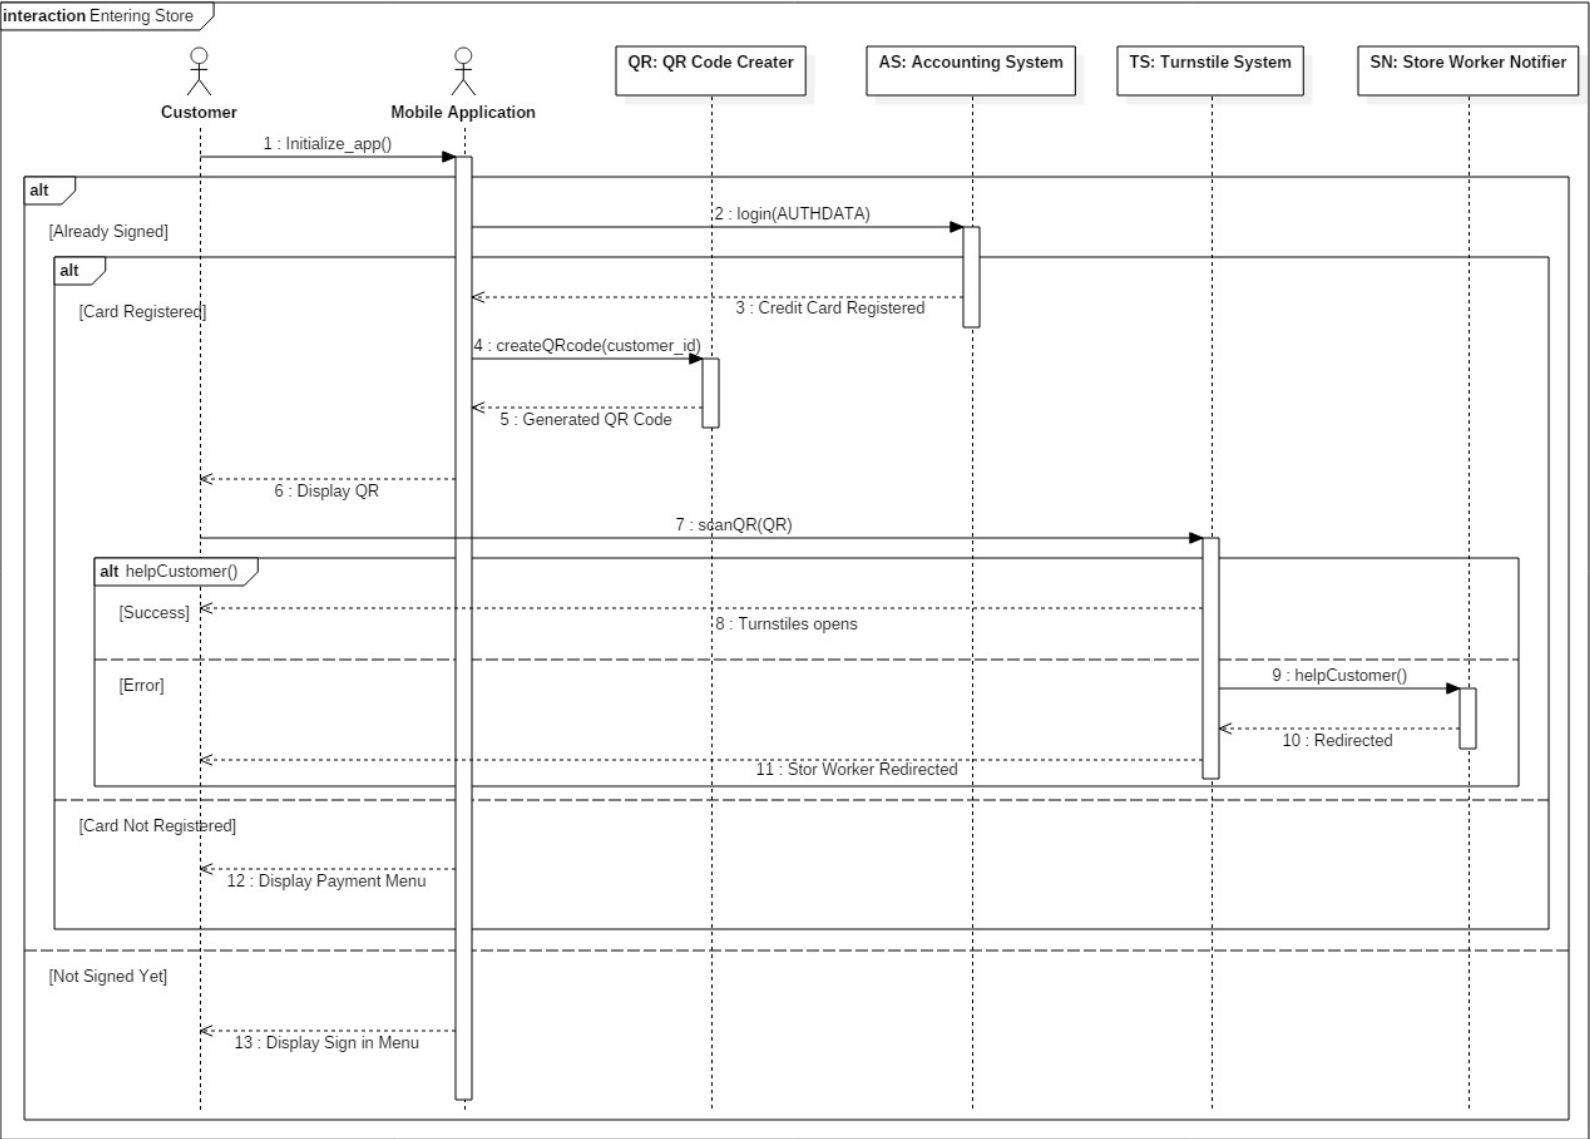 interaction Entering Store
Customer
Mobile Application
QR: QR Code Creater
AS: Accounting System
TS: Turnstile System
SN: Store Worker Notifier
1 : Initialize_app()
alt
[Already Signed]
2 : login(AUTHDATA)
alt
[Card Registered]
3 : Credit Card Registered
4 : createQRcode(customer_id)
5 : Generated QR Code
6 : Display QR
7 : scanQR(QR)
alt helpCustomer()
[Success]
8 : Turnstiles opens
[Error]
9 : helpCustomer()
10 : Redirected
11 : Stor Worker Redirected
[Card Not Registered]
12 : Display Payment Menu
[Not Signed Yet]
13 : Display Sign in Menu